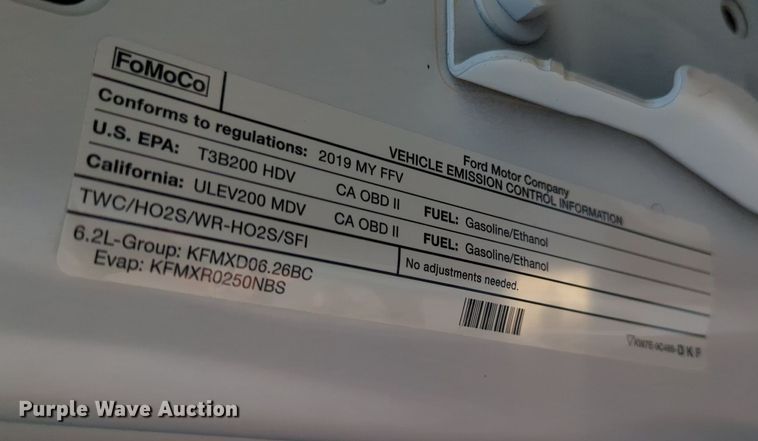 FoMoCo
Ford Motor Company
VEHICLE EMISSION CONTROL INFORMATION
Conforms to regulations: 2019 MY FFV
U.S. EPA: T3B200 HDV CA OBD II FUEL: Gasoline/Ethanol
California: ULEV200 MDV CA OBD II FUEL: Gasoline/Ethanol
TWC/HO2S/WR-HO2S/SFI
No adjustments needed.
6.2L-Group: KFMXD06.26BC
Evap: KFMXR0250NBS
DKF
Purple Wave Auction